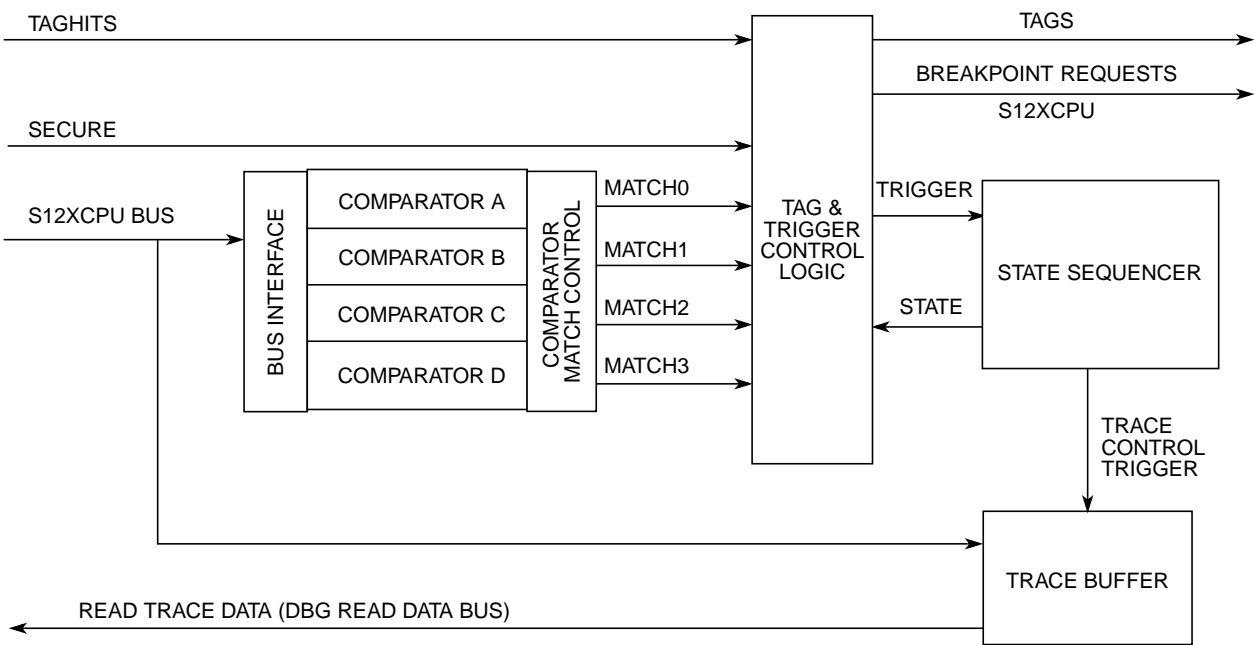 TAGHITS
TAGS
BREAKPOINT REQUESTS
S12XCPU
SECURE
S12XCPU BUS
BUS INTERFACE
COMPARATOR A
COMPARATOR B
COMPARATOR C
COMPARATOR D
COMPARATOR
MATCH CONTROL
MATCH0
MATCH1
MATCH2
MATCH3
TAG &
TRIGGER
CONTROL
LOGIC
TRIGGER
STATE
STATE SEQUENCER
TRACE
CONTROL
TRIGGER
TRACE BUFFER
READ TRACE DATA (DBG READ DATA BUS)